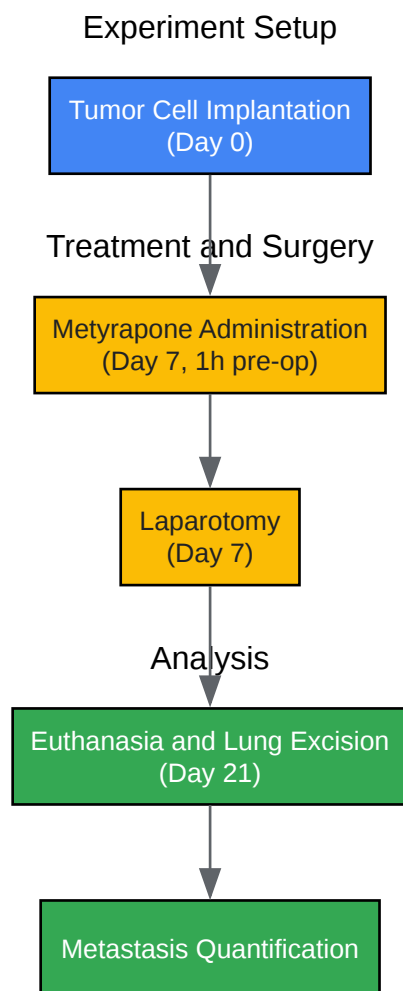 Experiment Setup
Tumor Cell Implantation
(Day 0)
Treatment and Surgery
Metyrapone Administration
(Day 7, 1h pre-op)
Laparotomy
(Day 7)
Analysis
Euthanasia and Lung Excision
(Day 21)
Metastasis Quantification